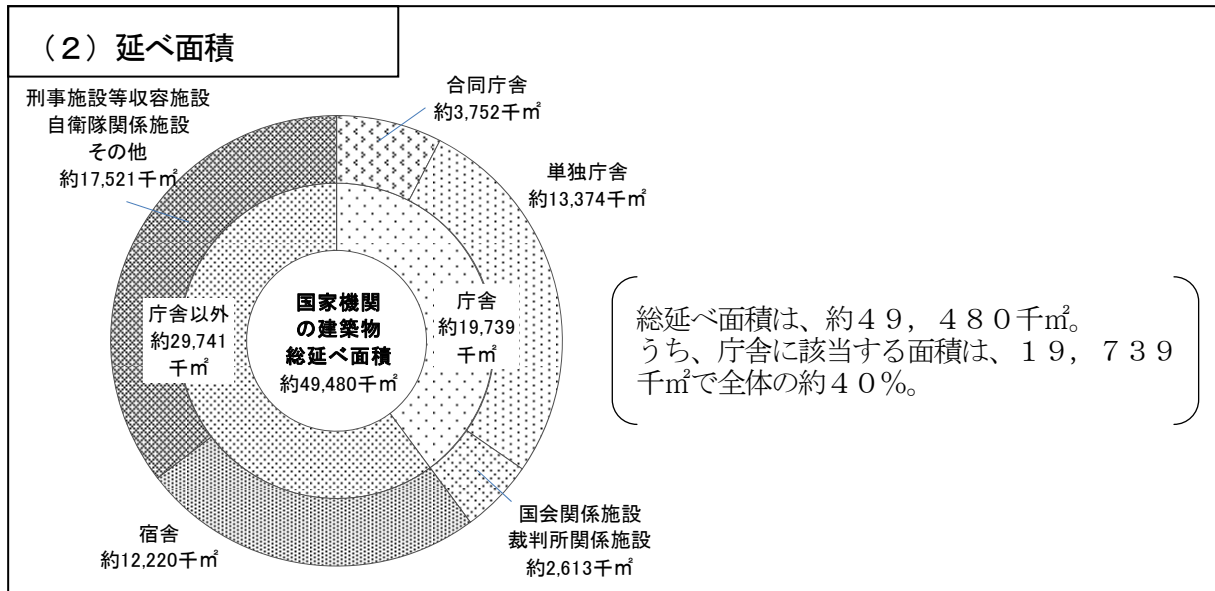 （２）延べ面積
刑事施設等収容施設
自衛隊関係施設
その他
約17,521千㎡
合同庁舎
約3,752千㎡
単独庁舎
約13,374千㎡
国家機関
の建築物
総延べ面積
約49,480千㎡
庁舎
約19,739
千㎡
庁舎以外
約29,741
千㎡
宿舎
約12,220千㎡
国会関係施設
裁判所関係施設
約2,613千㎡
総延べ面積は、約４９，４８０千㎡。
うち、庁舎に該当する面積は、１９，７３９
千㎡で全体の約４０％。